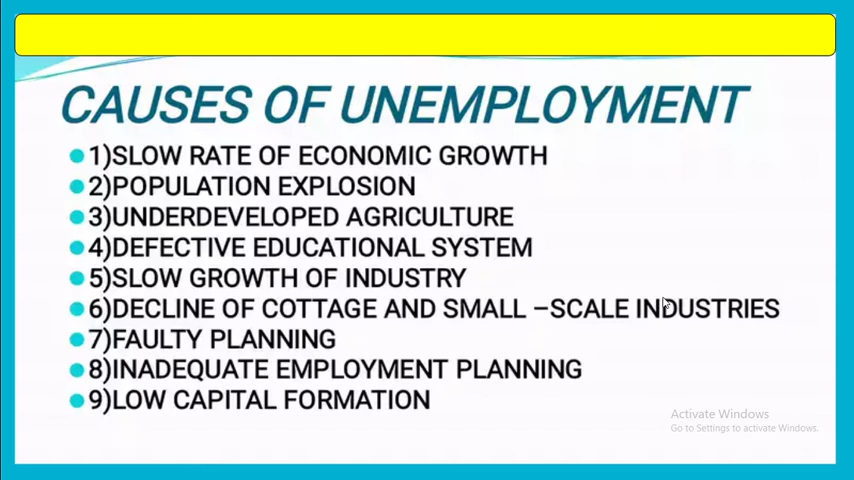 CAUSES OF UNEMPLOYMENT
1)SLOW RATE OF ECONOMIC GROWTH
2)POPULATION EXPLOSION
3)UNDERDEVELOPED AGRICULTURE
4)DEFECTIVE EDUCATIONAL SYSTEM
5)SLOW GROWTH OF INDUSTRY
6)DECLINE OF COTTAGE AND SMALL –SCALE INDUSTRIES
7)FAULTY PLANNING
8)INADEQUATE EMPLOYMENT PLANNING
9)LOW CAPITAL FORMATION
Activate Windows
Go to Settings to activate Windows.